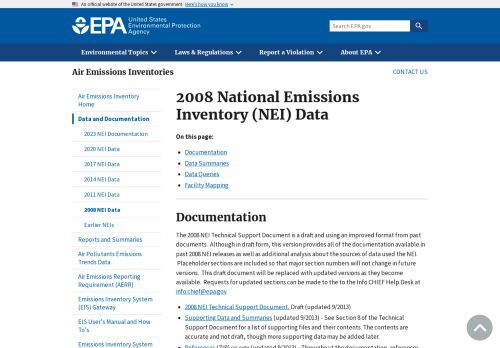 An official website of the United States government Here's how you know
EPA United States
Environmental Protection
Agency
Search EPA.gov
Environmental Topics
Laws & Regulations
Report a Violation
About EPA
Air Emissions Inventories
CONTACT US
Air Emissions Inventory
Home
Data and Documentation
2023 NEI Documentation
2020 NEI Data
2017 NEI Data
2014 NEI Data
2011 NEI Data
2008 NEI Data
Earlier NEIs
Reports and Summaries
Air Pollutants Emissions
Trends Data
Air Emissions Reporting
Requirement (AERR)
Emissions Inventory System
(EIS) Gateway
EIS User's Manual and How
To's
Emissions Inventory System
2008 National Emissions
Inventory (NEI) Data
On this page:
Documentation
Data Summaries
Data Queries
Facility Mapping
Documentation
The 2008 NEI Technical Support Document is a draft and using an improved format from past
documents. Although in draft form, this version provides all of the documentation available in
past 2008 NEI releases as well as additional analysis about the sources of data used the NEI.
Placeholder sections are included so that major section numbers will not change in future
versions. This draft document will be replaced with updated versions as they become
available. Requests for updated sections can be made to the to the Info CHIEF Help Desk at
info.chief@epa.gov.
2008 NEI Technical Support Document, Draft (updated 9/2013)
Supporting Data and Summaries (updated 9/2013) - See Section 8 of the Technical
Support Document for a list of supporting files and their contents. The contents are
accurate and not draft, though more supporting data may be added later.